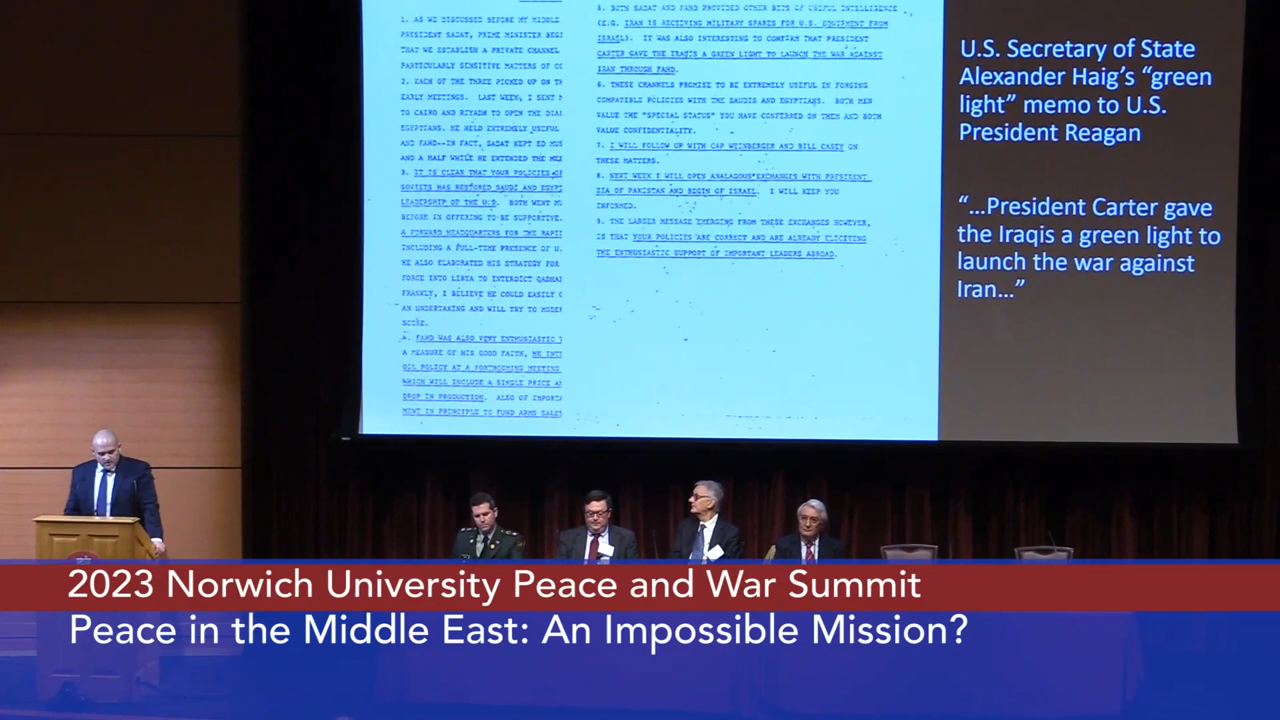 1. AS WE DISCUSSED BEFORE MY MIDDLE
PRESIDENT SADAT, PRIME MINISTER BEGI
THAT WE ESTABLISH A PRIVATE CHANNEL
PARTICULARLY SENSITIVE MATTERS OF CO
2. EACH OF THE THREE PICKED UP ON TH
EARLY MEETINGS. LAST WEEK, I SENT
TO CAIRO AND RIYADH TO OPEN THE DIA
EGYPTIANS. HE HELD EXTREMELY USEFUL
AND FAHD--IN FACT, SADAT KEPT ED MUS
AND A HALF WHILE HE EXTENDED THE MEE
3. IT IS CLEAR THAT YOUR POLICIES OF
SOVIETS HAS RESTORED SAUDI AND EGYPT
LEADERSHIP OF THE U.S. BOTH WENT MU
BEFORE IN OFFERING TO BE SUPPORTIVE.
A FORWARD HEADQUARTERS FOR THE RAPID
INCLUDING A FULL-TIME PRESENCE OF U.
HE ALSO ELABORATED HIS STRATEGY FOR
FORCE INTO LIBYA TO INTERDICT QADHA
FRANKLY, I BELIEVE HE COULD EASILY
AN UNDERTAKING AND WILL TRY TO MODER
SCORE.
4. FAHD WAS ALSO VERY ENTHUSIASTIC
A MEASURE OF HIS GOOD FAITH, HE INT
OIL POLICY AT A FORTHCOMING MEETING
WHICH WILL INCLUDE A SINGLE PRICE AN
DROP IN PRODUCTION. ALSO OF IMPORT
MENT IN PRINCIPLE TO FUND ARMS SALES
5. BOTH SADAT AND FAHD PROVIDED OTHER BITS OF USEFUL INTELLIGENCE
(E.G. IRAN IS RECEIVING MILITARY SPARES FOR U.S. EQUIPMENT FROM
ISRAEL). IT WAS ALSO INTERESTING TO CONFIRM THAT PRESIDENT
CARTER GAVE THE IRAQIS A GREEN LIGHT TO LAUNCH THE WAR AGAINST
IRAN THROUGH FAHD.
6. THESE CHANNELS PROMISE TO BE EXTREMELY USEFUL IN FORGING
COMPATIBLE POLICIES WITH THE SAUDIS AND EGYPTIANS. BOTH MEN
VALUE THE "SPECIAL STATUS" YOU HAVE CONFERRED ON THEM AND BOTH
VALUE CONFIDENTIALITY.
7. I WILL FOLLOW UP WITH CAP WEINBERGER AND BILL CASEY ON
THESE MATTERS.
8. NEXT WEEK I WILL OPEN ANALAGOUS EXCHANGES WITH PRESIDENT
ZIA OF PAKISTAN AND BEGIN OF ISRAEL. I WILL KEEP YOU
INFORMED.
9. THE LARGER MESSAGE EMERGING FROM THESE EXCHANGES HOWEVER,
IS THAT YOUR POLICIES ARE CORRECT AND ARE ALREADY ELICITING
THE ENTHUSIASTIC SUPPORT OF IMPORTANT LEADERS ABROAD.
U.S. Secretary of State
Alexander Haig's “green
light” memo to U.S.
President Reagan
“...President Carter gave
the Iraqis a green light to
launch the war against
Iran...”
2023 Norwich University Peace and War Summit
Peace in the Middle East: An Impossible Mission?